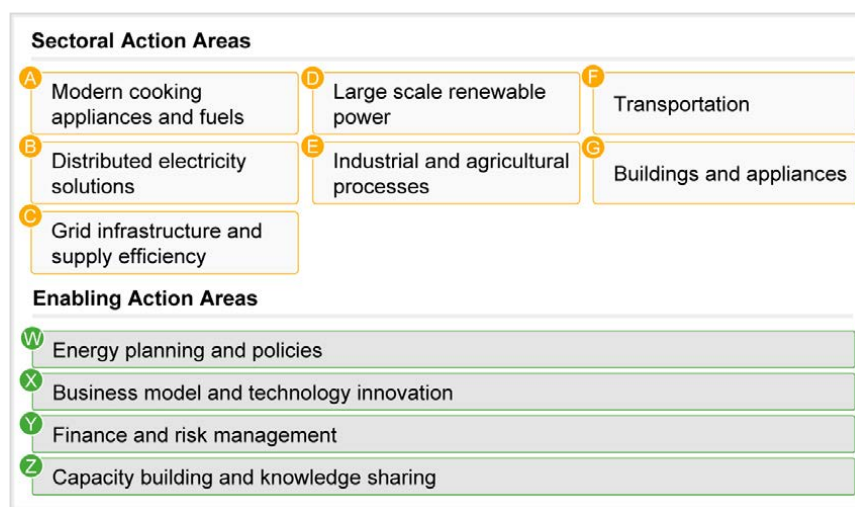 Sectoral Action Areas
A
Modern cooking
appliances and fuels
B
Distributed electricity
solutions
C
Grid infrastructure and
supply efficiency
D
Large scale renewable
power
E
Industrial and agricultural
processes
F
Transportation
G
Buildings and appliances
Enabling Action Areas
W
Energy planning and policies
X
Business model and technology innovation
Y
Finance and risk management
Z
Capacity building and knowledge sharing